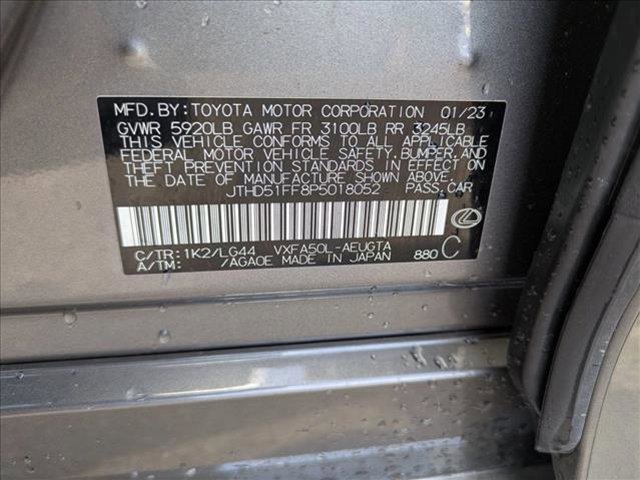 MFD.BY:TOYOTA MOTOR CORPORATION 01/23
GVWR 5920LB GAWR FR 3100LB RR 3245LB
THIS VEHICLE CONFORMS TO ALL APPLICABLE
FEDERAL MOTOR VEHICLE SAFETY,BUMPER,AND
THEFT PREVENTION STANDARDS IN EFFECT ON
THE DATE OF MANUFACTURE SHOWN ABOVE.
JTHD51FF8P5018052 PASS.CAR
C/TR:1K2/LG44 VXFA50L-AEUGTA
A/TM: /AGA0E MADE IN JAPAN 880 C